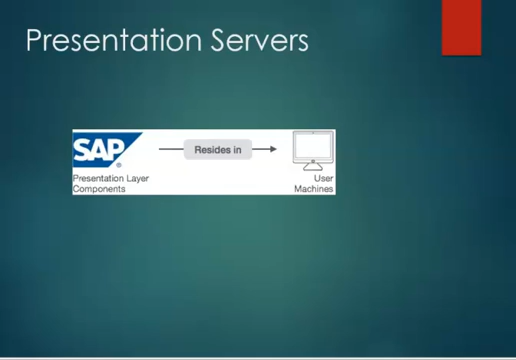 Presentation Servers
SAP
®
Resides in
Presentation Layer
Components
User
Machines